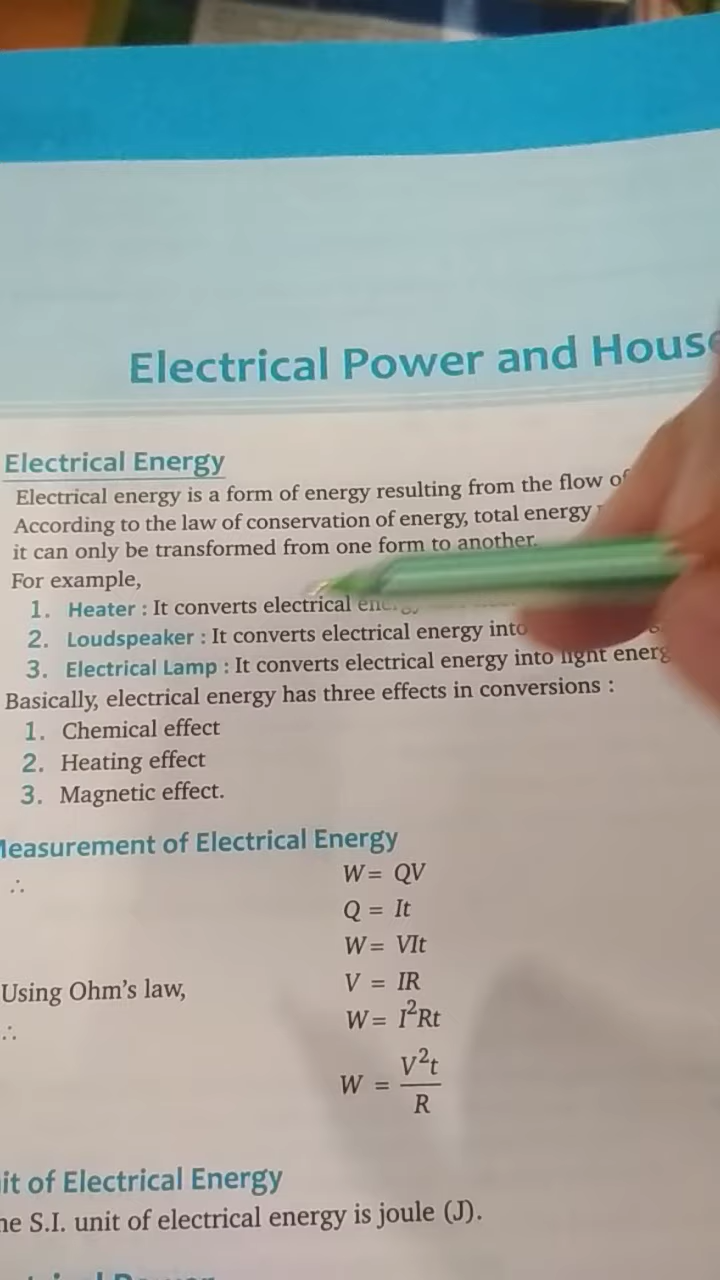 Electrical Power and Hous
Electrical Energy
Electrical energy is a form of energy resulting from the flow of
According to the law of conservation of energy, total energy
it can only be transformed from one form to another.
For example,
1. Heater : It converts electrical
2. Loudspeaker : It converts electrical energy into
3. Electrical Lamp : It converts electrical energy into light energ
Basically, electrical energy has three effects in conversions :
1. Chemical effect
2. Heating effect
3. Magnetic effect.
Measurement of Electrical Energy
∴ W = QV
Q = It
W = VIt
Using Ohm's law, V = IR
∴ W = I²Rt
W = V²t/R
it of Electrical Energy
he S.I. unit of electrical energy is joule (J).